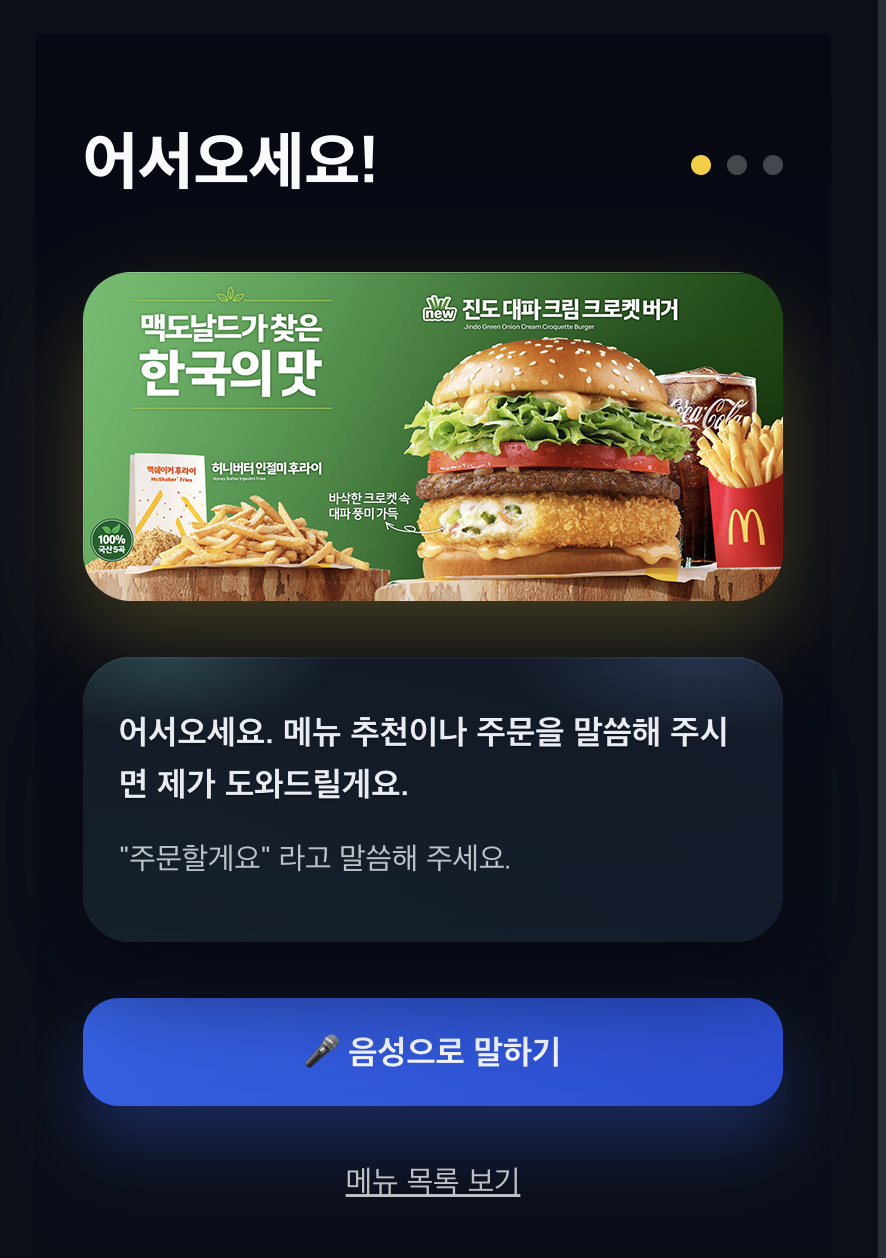 어서오세요!
맥도날드가 찾은
한국의 맛
new 진도 대파 크림 크로켓 버거
Jindo Green Onion Cream Croquette Burger
Coca-Cola
맥쉐이커 후라이
McShaker™ Fries
허니버터 인절미 후라이
Honey Butter Injeolmi Fries
바삭한 크로켓 속
대파 풍미 가득
100%
국산 5곡
어서오세요. 메뉴 추천이나 주문을 말씀해 주시
면 제가 도와드릴게요.
"주문할게요" 라고 말씀해 주세요.
🎤 음성으로 말하기
메뉴 목록 보기